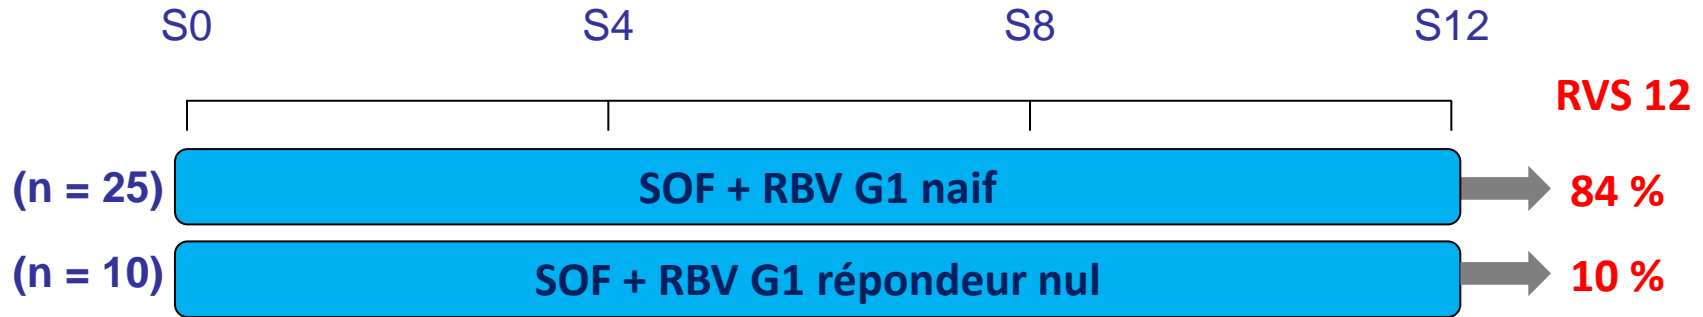 S0 S4 S8 S12
RVS 12
(n = 25) SOF + RBV G1 naif 84 %
(n = 10) SOF + RBV G1 répondeur nul 10 %